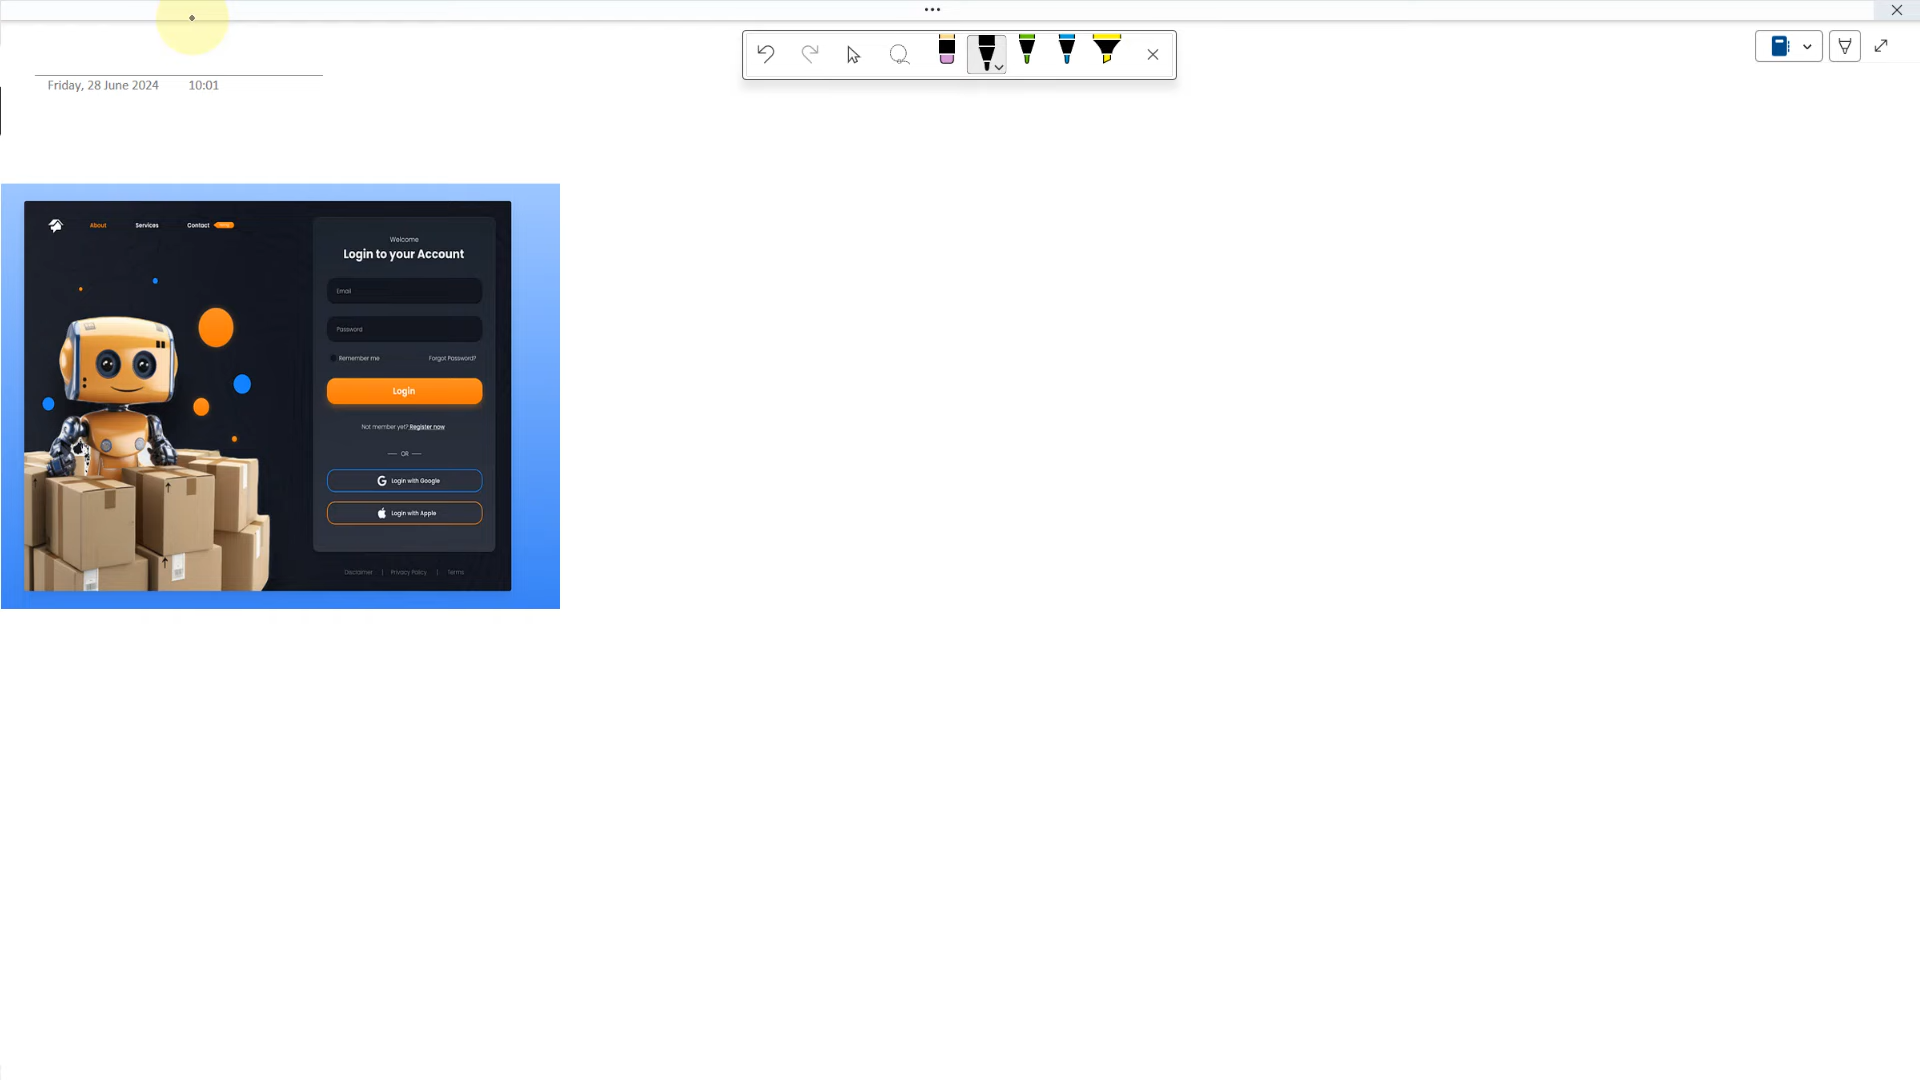 Friday, 28 June 2024 10:01
About Services Contact
Welcome
Login to your Account
Email
Password
Remember me Forgot Password?
Login
Not member yet? Register now
OR
G Login with Google
Login with Apple
Disclaimer | Privacy Policy | Terms